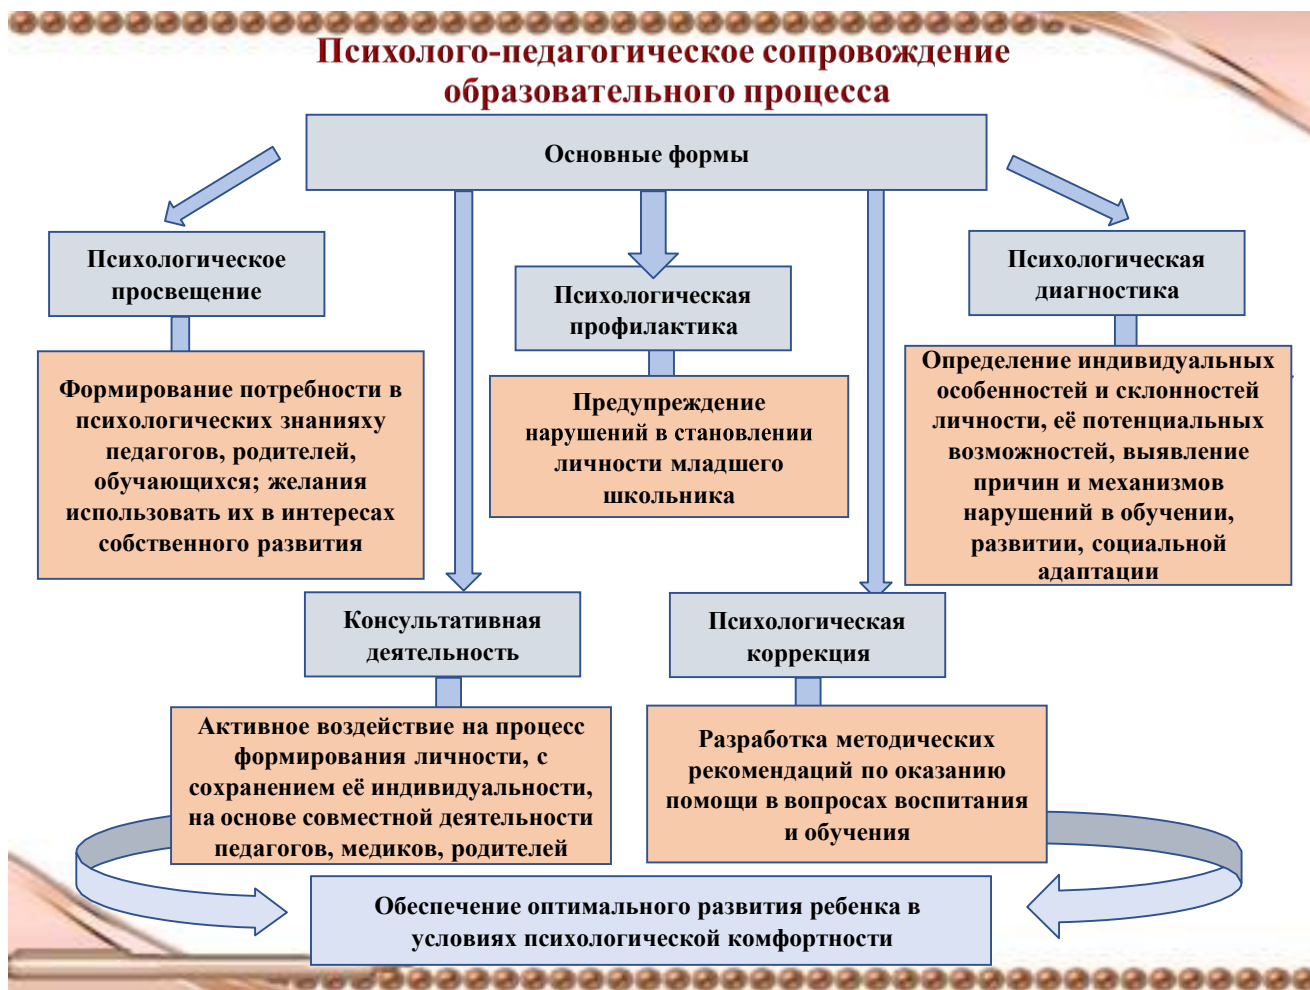 Психолого-педагогическое сопровождение
образовательного процесса
Основные формы
Психологическое
просвещение
Формирование потребности в
психологических знанияху
педагогов, родителей,
обучающихся; желания
использовать их в интересах
собственного развития
Психологическая
профилактика
Предупреждение
нарушений в становлении
личности младшего
школьника
Психологическая
диагностика
Определение индивидуальных
особенностей и склонностей
личности, её потенциальных
возможностей, выявление
причин и механизмов
нарушений в обучении,
развитии, социальной
адаптации
Консультативная
деятельность
Активное воздействие на процесс
формирования личности, с
сохранением её индивидуальности,
на основе совместной деятельности
педагогов, медиков, родителей
Психологическая
коррекция
Разработка методических
рекомендаций по оказанию
помощи в вопросах воспитания
и обучения
Обеспечение оптимального развития ребенка в
условиях психологической комфортности